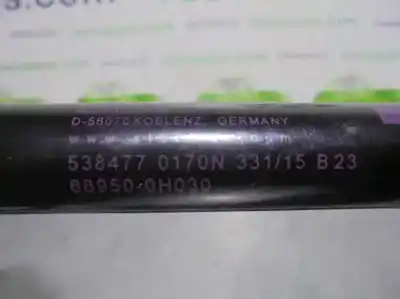 D-56070 KOBLENZ, GERMANY
538477 0170N 331/15 B23
68950-0H030